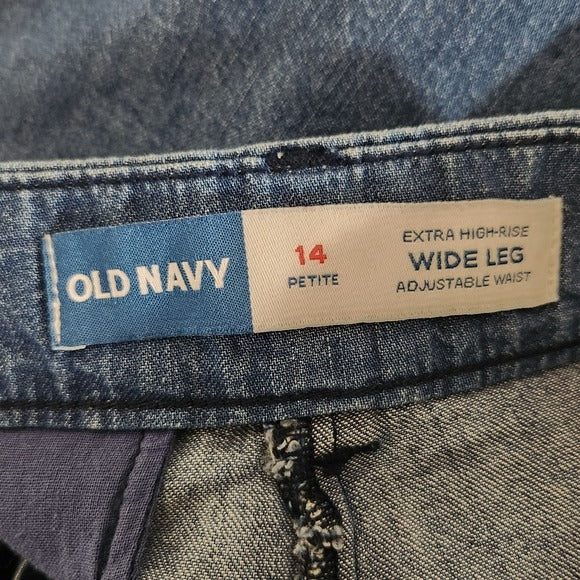 OLD NAVY
14
PETITE
EXTRA HIGH-RISE
WIDE LEG
ADJUSTABLE WAIST